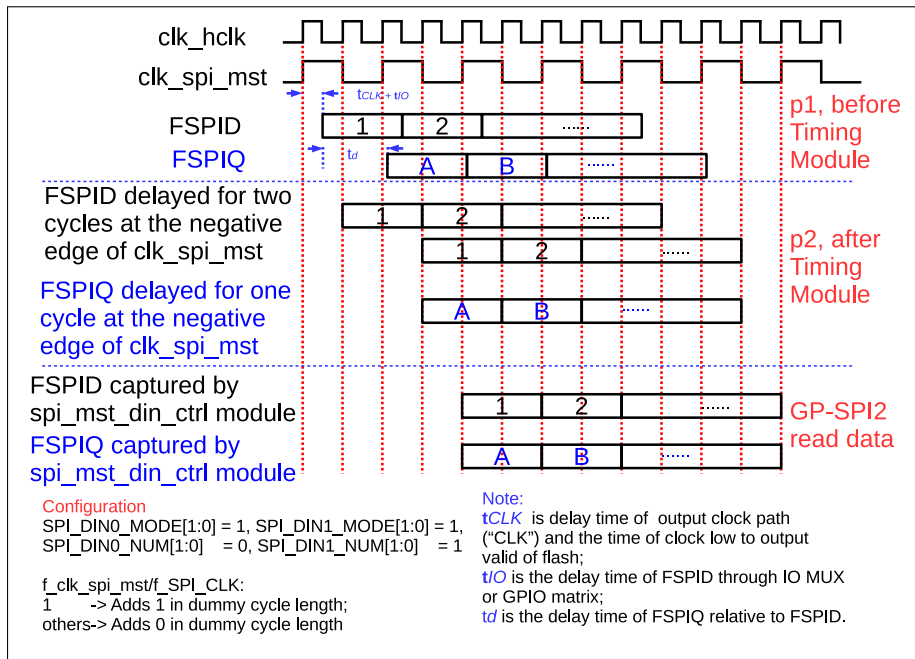 clk_hclk
clk_spi_mst
tCLK + tIO
FSPID
1 2 ......
FSPIQ
td
A B ......
p1, before
Timing
Module
FSPID delayed for two
cycles at the negative
edge of clk_spi_mst
1 2 ......
1 2 ......
FSPIQ delayed for one
cycle at the negative
edge of clk_spi_mst
A B ......
p2, after
Timing
Module
FSPID captured by
spi_mst_din_ctrl module
1 2 ......
FSPIQ captured by
spi_mst_din_ctrl module
A B ......
GP-SPI2
read data
Configuration
SPI_DIN0_MODE[1:0] = 1, SPI_DIN1_MODE[1:0] = 1,
SPI_DIN0_NUM[1:0] = 0, SPI_DIN1_NUM[1:0] = 1
f_clk_spi_mst/f_SPI_CLK:
1 -> Adds 1 in dummy cycle length;
others-> Adds 0 in dummy cycle length
Note:
tCLK is delay time of output clock path
("CLK") and the time of clock low to output
valid of flash;
tIO is the delay time of FSPID through IO MUX
or GPIO matrix;
td is the delay time of FSPIQ relative to FSPID.